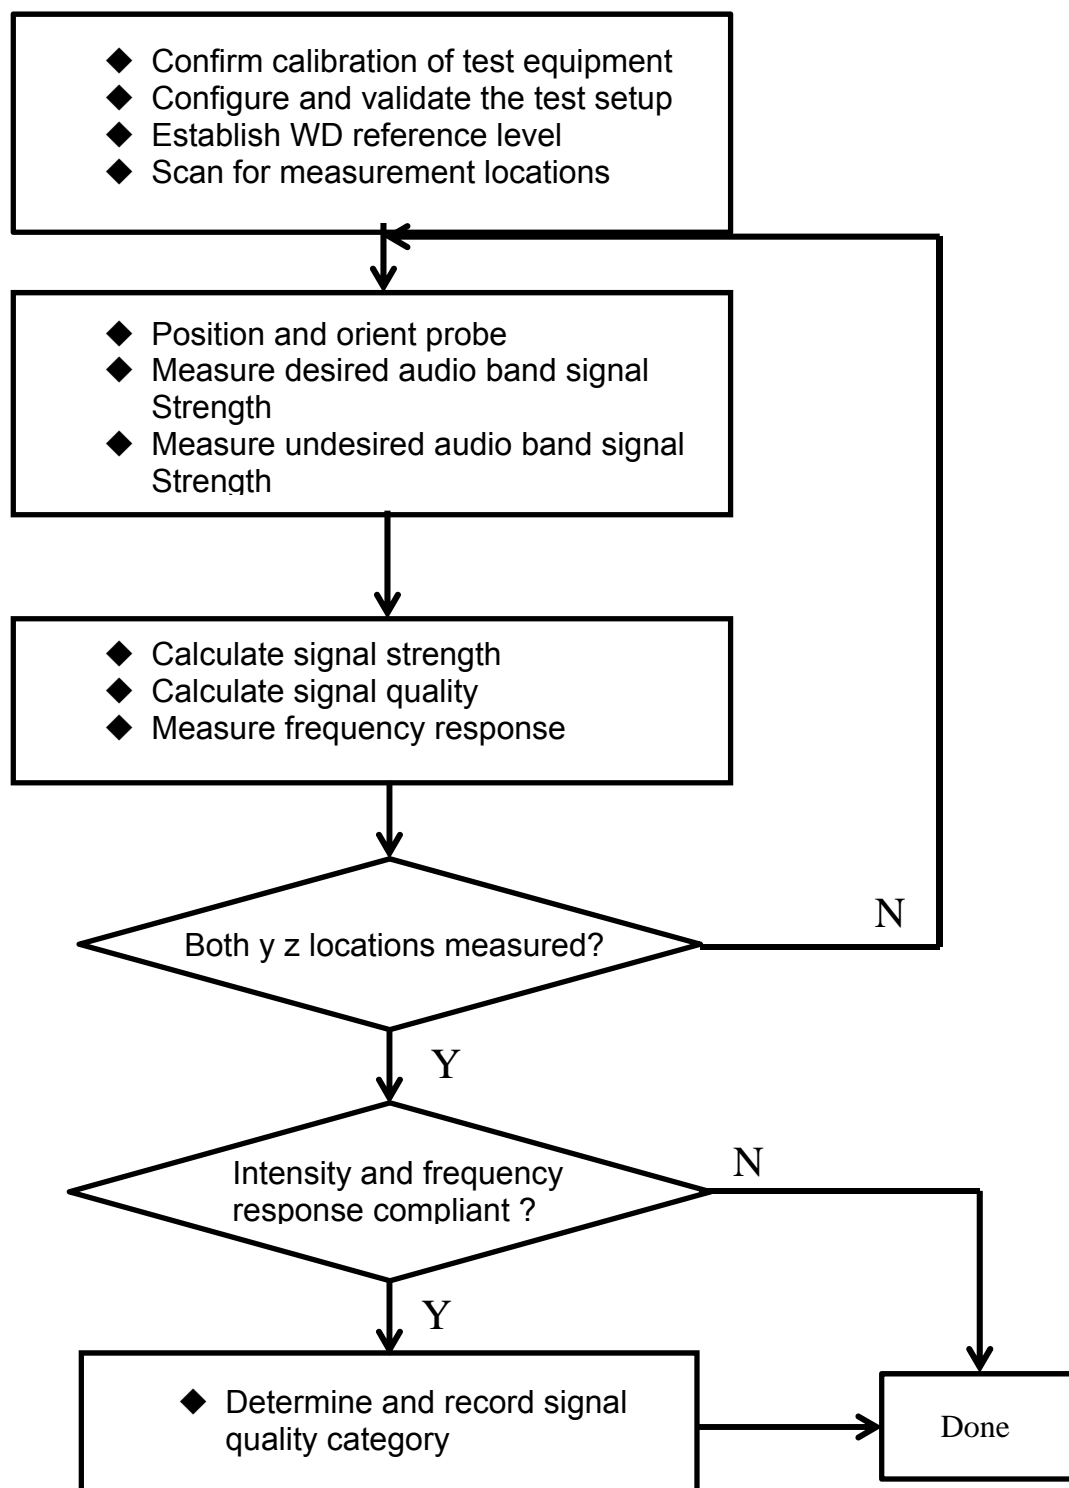 ◆ Confirm calibration of test equipment
◆ Configure and validate the test setup
◆ Establish WD reference level
◆ Scan for measurement locations
◆ Position and orient probe
◆ Measure desired audio band signal
Strength
◆ Measure undesired audio band signal
Strength
◆ Calculate signal strength
◆ Calculate signal quality
◆ Measure frequency response
Both y z locations measured?
N
Y
Intensity and frequency
response compliant ?
N
Y
◆ Determine and record signal
quality category
Done